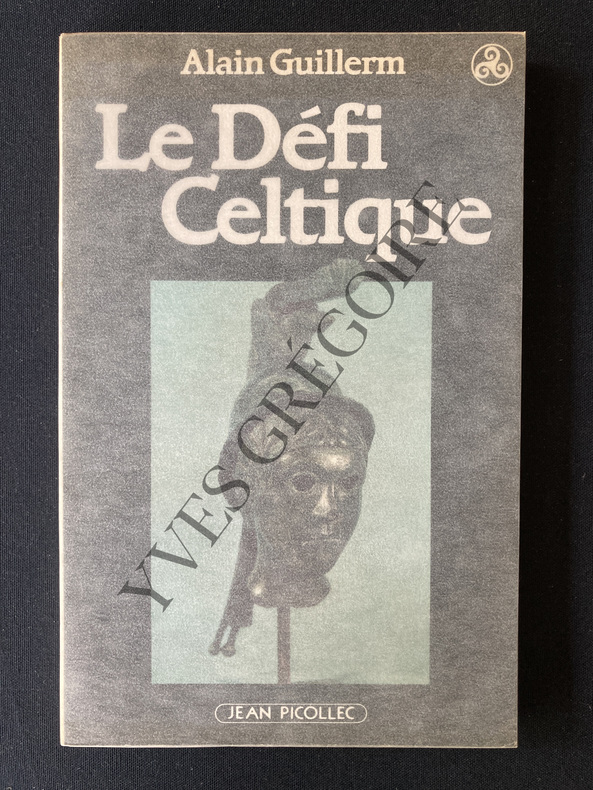 Alain Guillerm
Le Défi
Celtique
YVES GRÉGOIRE
JEAN PICOLLEC